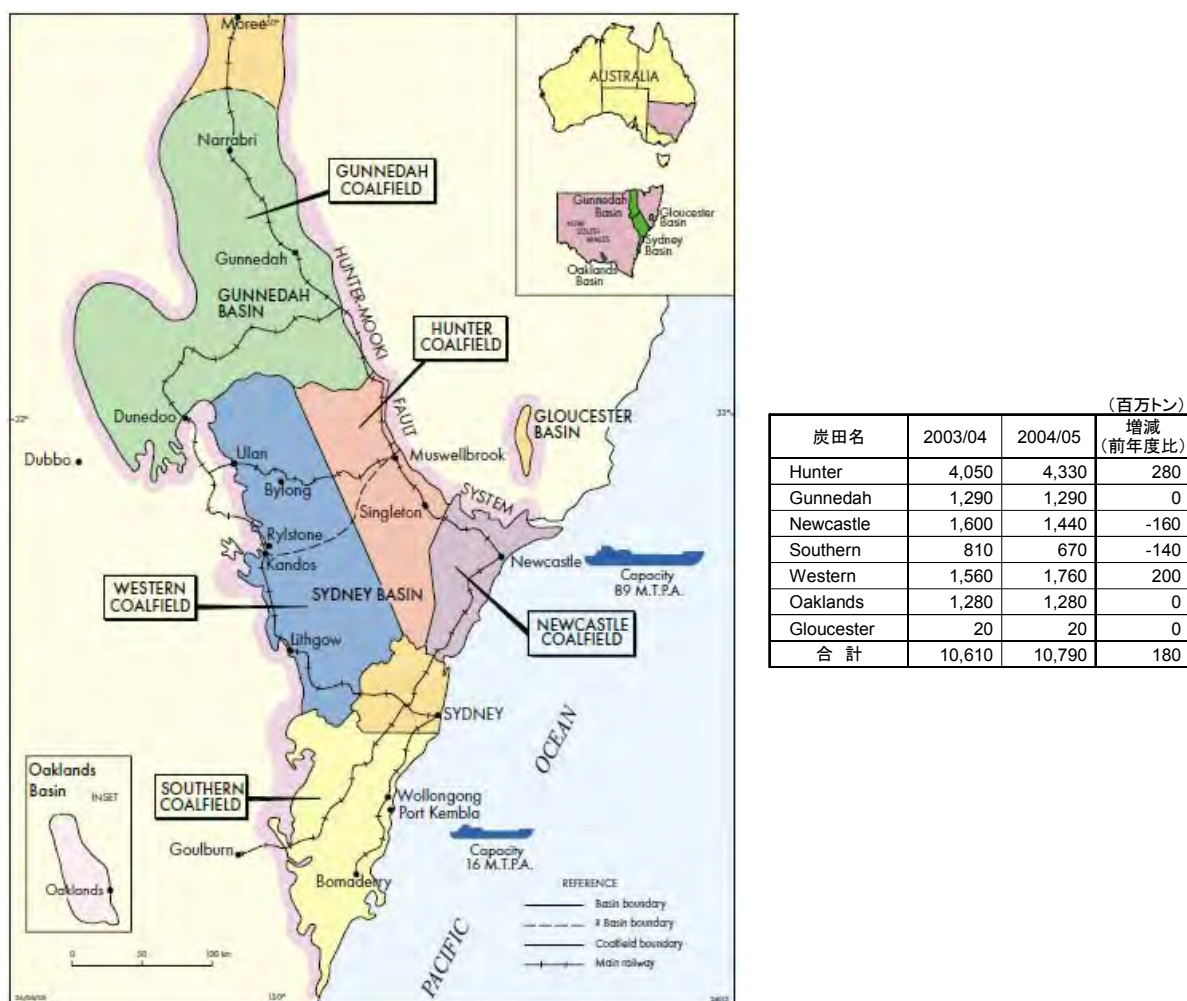 Moree
Narrabri
GUNNEDAH
COALFIELD
Gunnedah
GUNNEDAH
BASIN
HUNTER-MOOKI
FAULT
SYSTEM
HUNTER
COALFIELD
Dunedoo
GLOUCESTER
BASIN
Dubbo
Ulan
Muswellbrook
Bylong
Singleton
Rylstone
Kandos
Newcastle
Capacity
89 M.T.P.A.
WESTERN
COALFIELD
SYDNEY BASIN
NEWCASTLE
COALFIELD
Lithgow
SYDNEY
OCEAN
PACIFIC
SOUTHERN
COALFIELD
Wollongong
Port Kembla
Goulburn
Capacity
16 M.T.P.A.
Bomaderry
AUSTRALIA
Gunnedah
Basin
Gloucester
Basin
NEW
SOUTH
WALES
Sydney
Basin
Oaklands
Basin
Oaklands
Basin
INSET
Oaklands
0 50 100 km
150°
REFERENCE
Basin boundary
? Basin boundary
Coalfield boundary
Main railway
(百万トン)
炭田名 2003/04 2004/05 増減
(前年度比)
Hunter 4,050 4,330 280
Gunnedah 1,290 1,290 0
Newcastle 1,600 1,440 -160
Southern 810 670 -140
Western 1,560 1,760 200
Oaklands 1,280 1,280 0
Gloucester 20 20 0
合 計 10,610 10,790 180